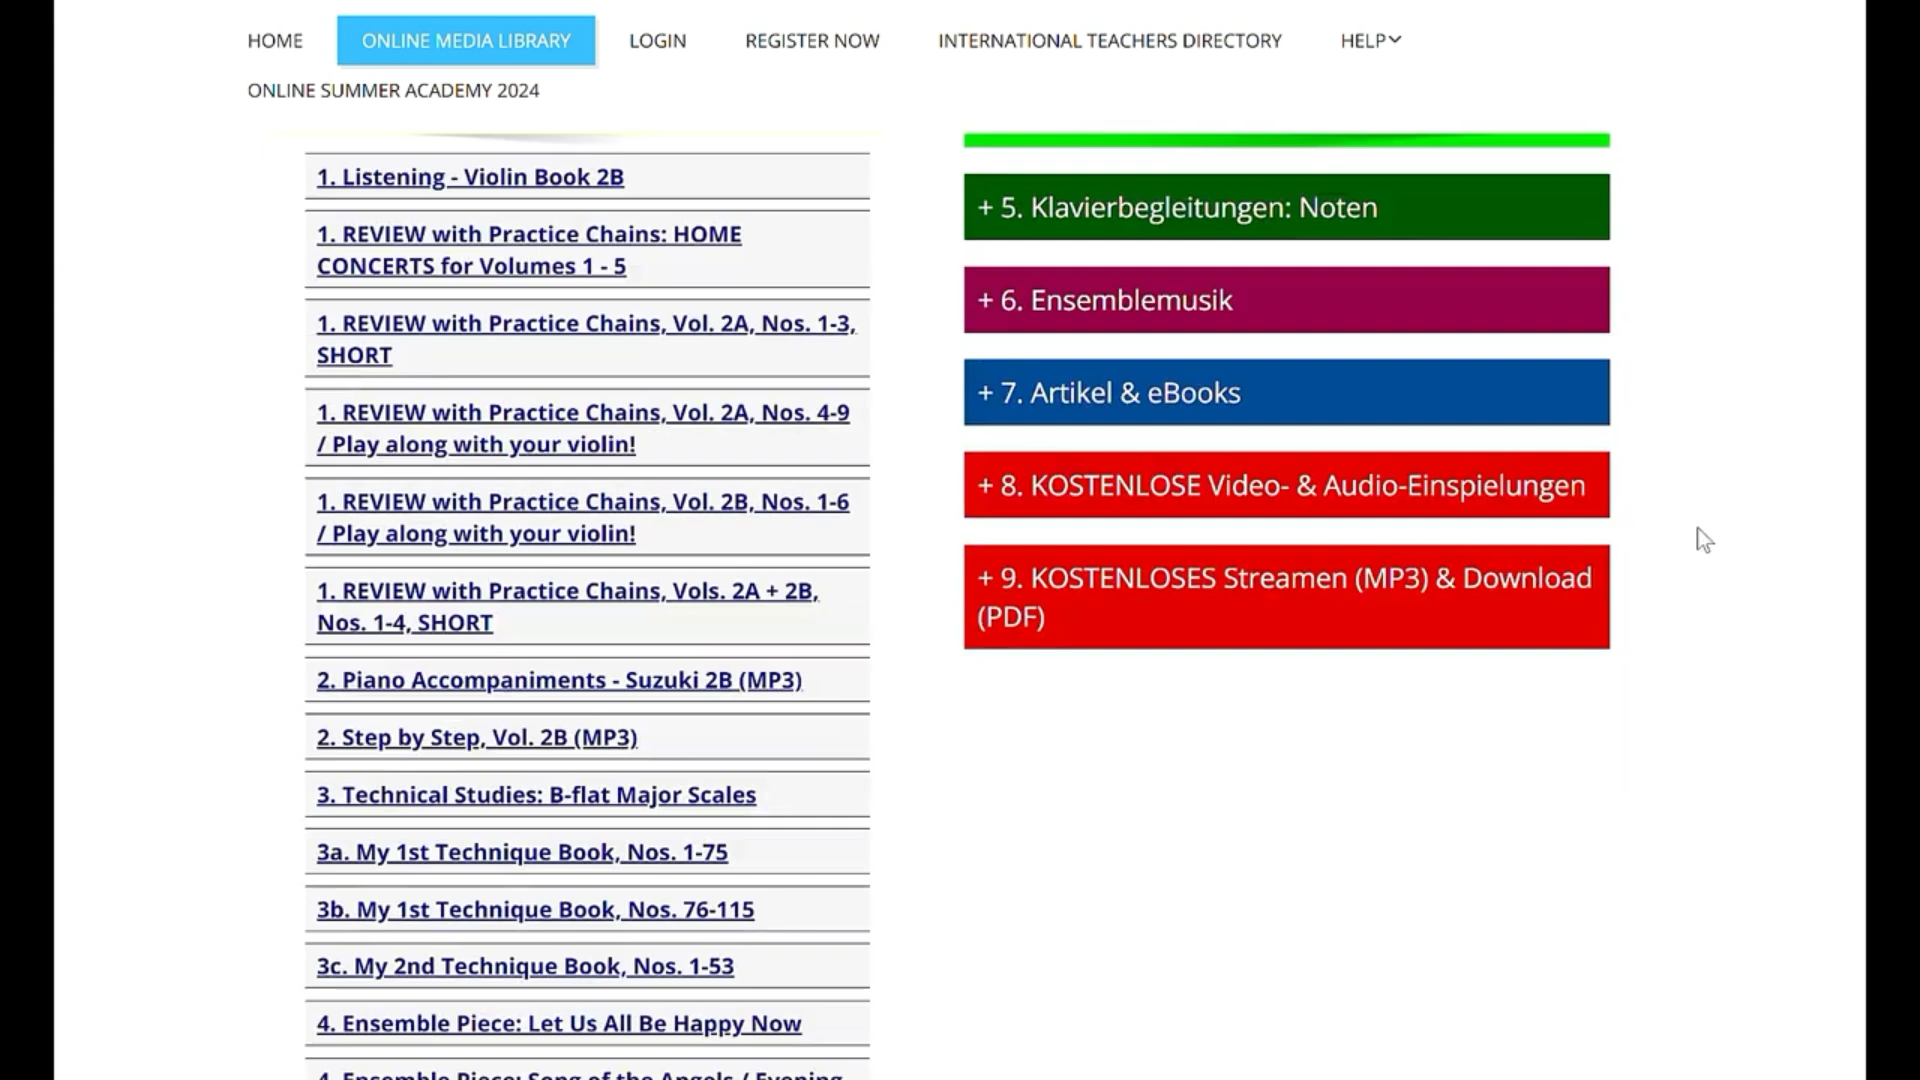 HOME
ONLINE MEDIA LIBRARY
LOGIN
REGISTER NOW
INTERNATIONAL TEACHERS DIRECTORY
HELP
ONLINE SUMMER ACADEMY 2024
1. Listening - Violin Book 2B
1. REVIEW with Practice Chains: HOME
CONCERTS for Volumes 1 - 5
1. REVIEW with Practice Chains, Vol. 2A, Nos. 1-3,
SHORT
1. REVIEW with Practice Chains, Vol. 2A, Nos. 4-9
/ Play along with your violin!
1. REVIEW with Practice Chains, Vol. 2B, Nos. 1-6
/ Play along with your violin!
1. REVIEW with Practice Chains, Vols. 2A + 2B,
Nos. 1-4, SHORT
2. Piano Accompaniments - Suzuki 2B (MP3)
2. Step by Step, Vol. 2B (MP3)
3. Technical Studies: B-flat Major Scales
3a. My 1st Technique Book, Nos. 1-75
3b. My 1st Technique Book, Nos. 76-115
3c. My 2nd Technique Book, Nos. 1-53
4. Ensemble Piece: Let Us All Be Happy Now
4. Ensemble Piece: Song of the Angels / Evening
+ 5. Klavierbegleitungen: Noten
+ 6. Ensemblemusik
+ 7. Artikel & eBooks
+ 8. KOSTENLOSE Video- & Audio-Einspielungen
+ 9. KOSTENLOSES Streamen (MP3) & Download
(PDF)